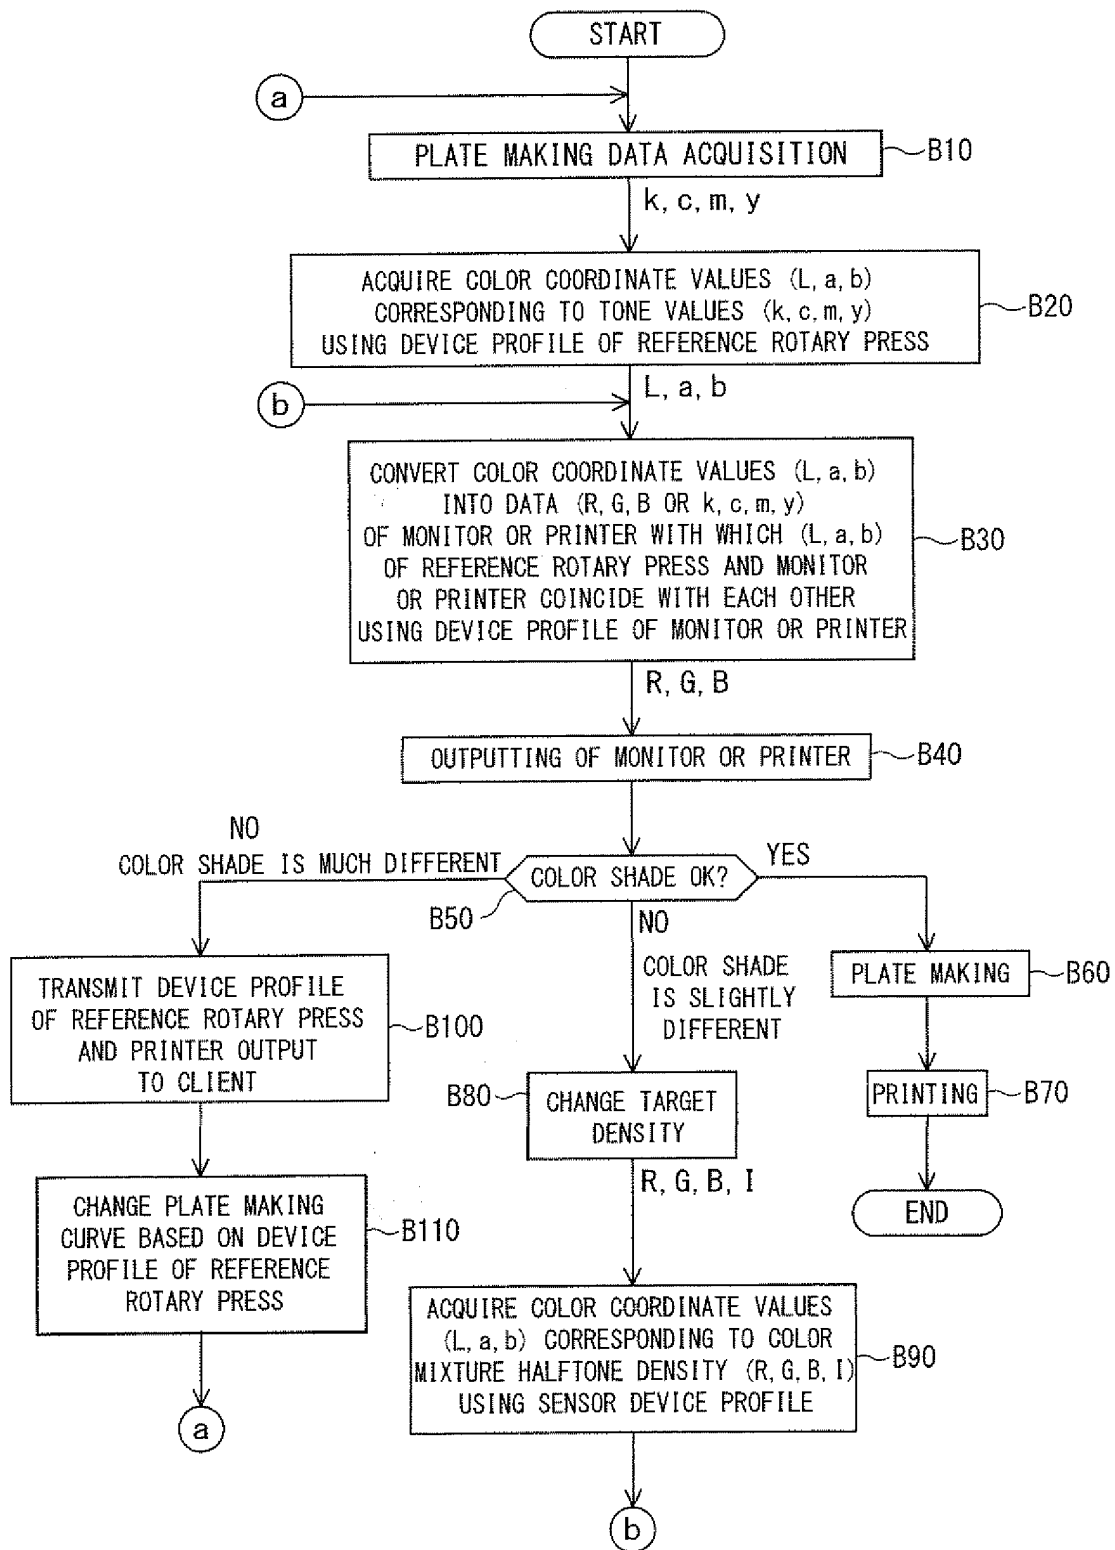 START
a
PLATE MAKING DATA ACQUISITION
B10
k, c, m, y
ACQUIRE COLOR COORDINATE VALUES (L, a, b)
CORRESPONDING TO TONE VALUES (k, c, m, y)
USING DEVICE PROFILE OF REFERENCE ROTARY PRESS
B20
L, a, b
b
CONVERT COLOR COORDINATE VALUES (L, a, b)
INTO DATA (R, G, B OR k, c, m, y)
OF MONITOR OR PRINTER WITH WHICH (L, a, b)
OF REFERENCE ROTARY PRESS AND MONITOR
OR PRINTER COINCIDE WITH EACH OTHER
USING DEVICE PROFILE OF MONITOR OR PRINTER
B30
R, G, B
OUTPUTTING OF MONITOR OR PRINTER
B40
COLOR SHADE OK?
B50
NO
COLOR SHADE IS MUCH DIFFERENT
YES
NO
COLOR SHADE
IS SLIGHTLY
DIFFERENT
PLATE MAKING
B60
PRINTING
B70
END
TRANSMIT DEVICE PROFILE
OF REFERENCE ROTARY PRESS
AND PRINTER OUTPUT
TO CLIENT
B100
CHANGE PLATE MAKING
CURVE BASED ON DEVICE
PROFILE OF REFERENCE
ROTARY PRESS
B110
a
B80
CHANGE TARGET
DENSITY
R, G, B, I
ACQUIRE COLOR COORDINATE VALUES
(L, a, b) CORRESPONDING TO COLOR
MIXTURE HALFTONE DENSITY (R, G, B, I)
USING SENSOR DEVICE PROFILE
B90
b